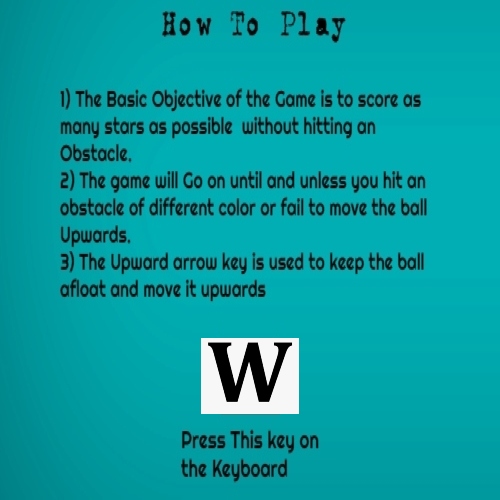 How To Play
1) The Basic Objective of the Game is to score as
many stars as possible without hitting an
Obstacle.
2) The game will Go on until and unless you hit an
obstacle of different color or fail to move the ball
Upwards.
3) The Upward arrow key is used to keep the ball
afloat and move it upwards
W
Press This key on
the Keyboard